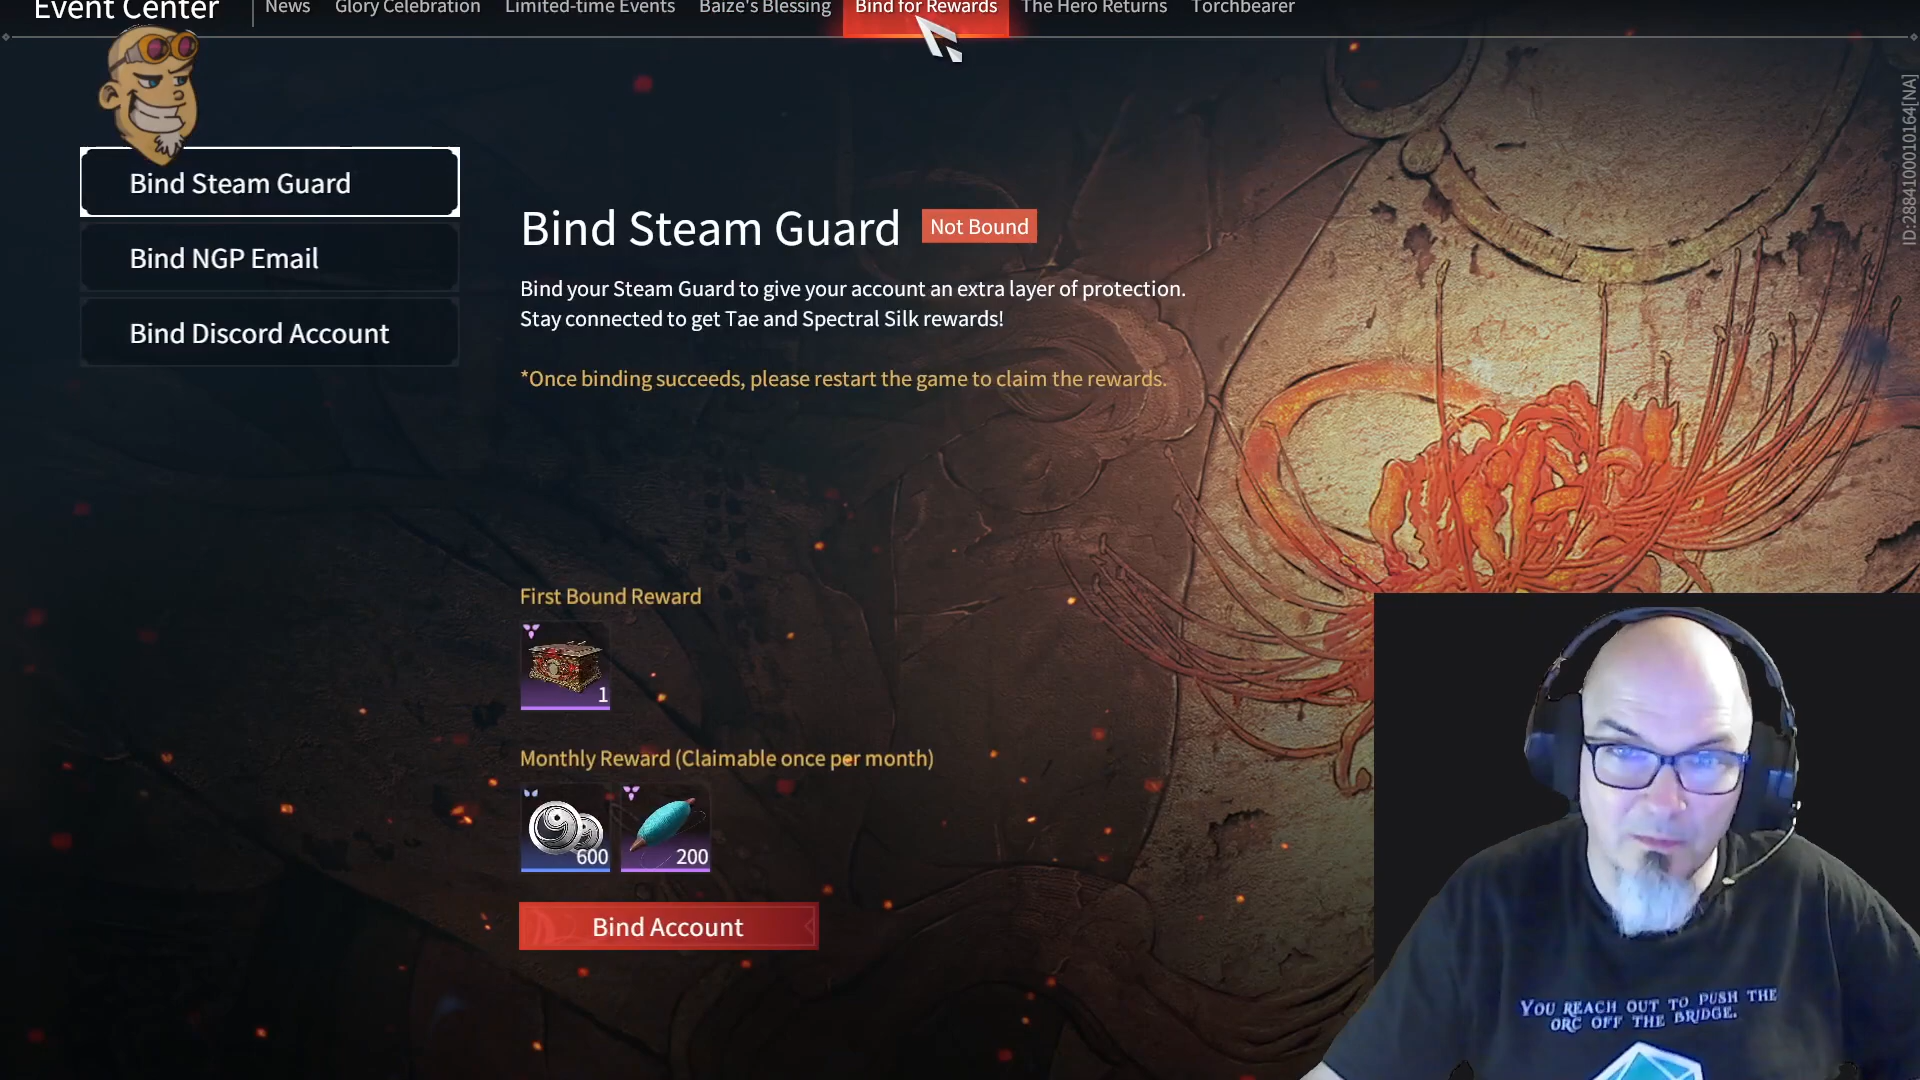 Event Center
News
Glory Celebration
Limited-time Events
Baize's Blessing
Bind for Rewards
The Hero Returns
Torchbearer
ID:2884100010164[NA]
Bind Steam Guard
Bind NGP Email
Bind Discord Account
Bind Steam Guard
Not Bound
Bind your Steam Guard to give your account an extra layer of protection.
Stay connected to get Tae and Spectral Silk rewards!
*Once binding succeeds, please restart the game to claim the rewards.
First Bound Reward
1
Monthly Reward (Claimable once per month)
600
200
Bind Account
YOU REACH OUT TO PUSH THE
ORC OFF THE BRIDGE.